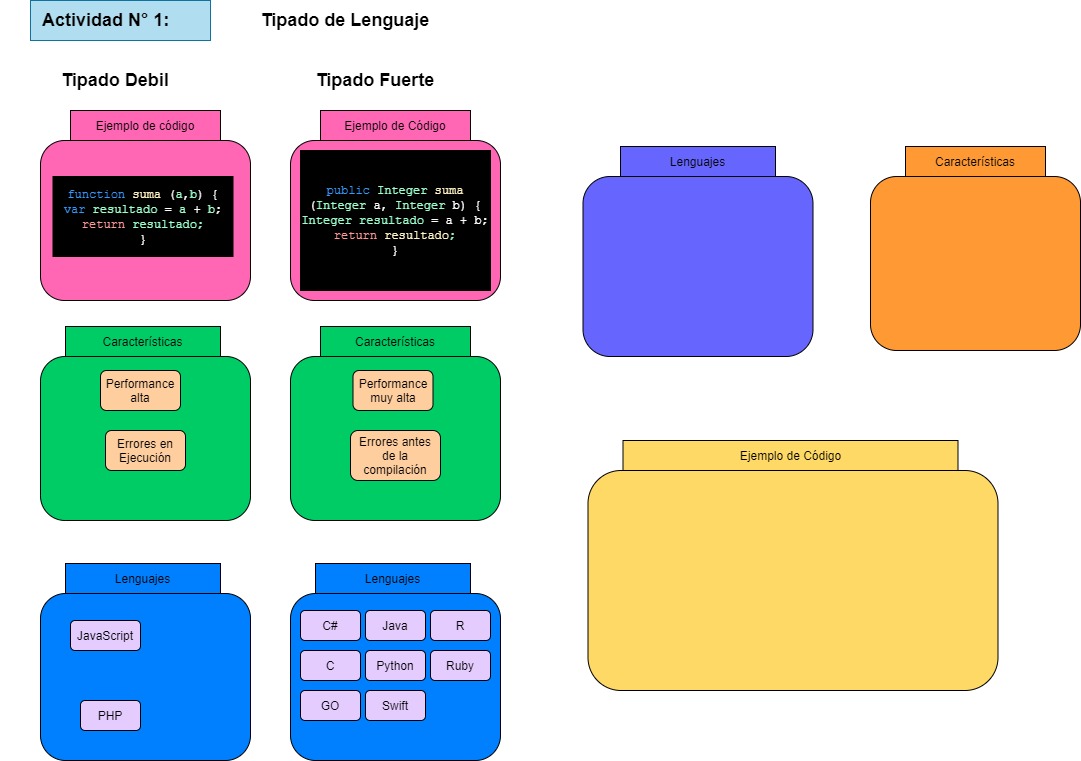 Actividad N° 1:
Tipado de Lenguaje
Tipado Debil
Tipado Fuerte
Ejemplo de código
function suma (a,b) {
var resultado = a + b;
return resultado;
}
Ejemplo de Código
public Integer suma
(Integer a, Integer b) {
Integer resultado = a + b;
return resultado;
}
Lenguajes
Características
Características
Performance
alta
Errores en
Ejecución
Características
Performance
muy alta
Errores antes
de la
compilación
Ejemplo de Código
Lenguajes
JavaScript
PHP
Lenguajes
C#
Java
R
C
Python
Ruby
GO
Swift